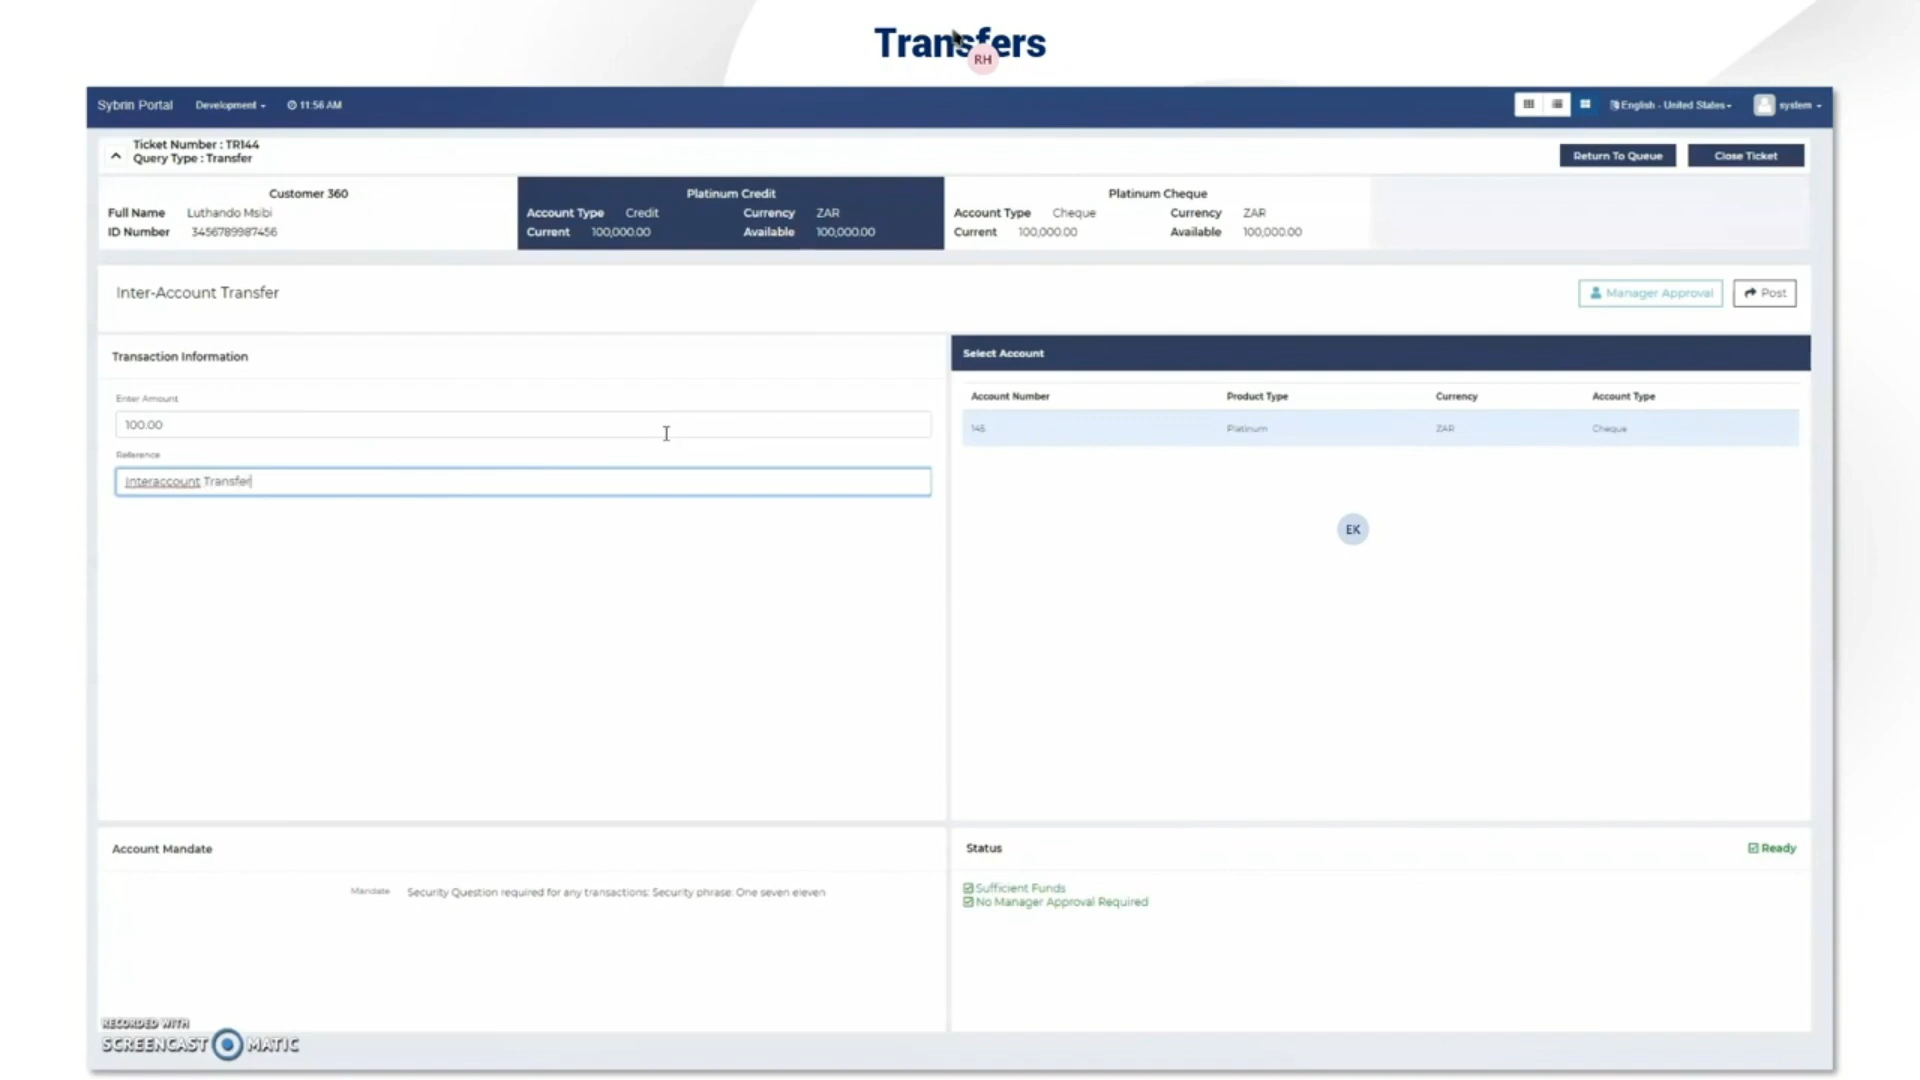 Transfers
RH
Sybrin Portal Development 11:56 AM English - United States system
Ticket Number : TR144
Query Type : Transfer
Return To Queue Close Ticket
Customer 360
Full Name Luthando Msibi
ID Number 3456789987456
Platinum Credit
Account Type Credit Currency ZAR
Current 100,000.00 Available 100,000.00
Platinum Cheque
Account Type Cheque Currency ZAR
Current 100,000.00 Available 100,000.00
Inter-Account Transfer
Manager Approval Post
Transaction Information
Enter Amount
100.00
Reference
Interaccount Transfer
Select Account
Account Number Product Type Currency Account Type
145 Platinum ZAR Cheque
EK
Account Mandate
Mandate Security Question required for any transactions: Security phrase: One seven eleven
Status Ready
Sufficient Funds
No Manager Approval Required
RECORDED WITH
SCREENCAST MATIC